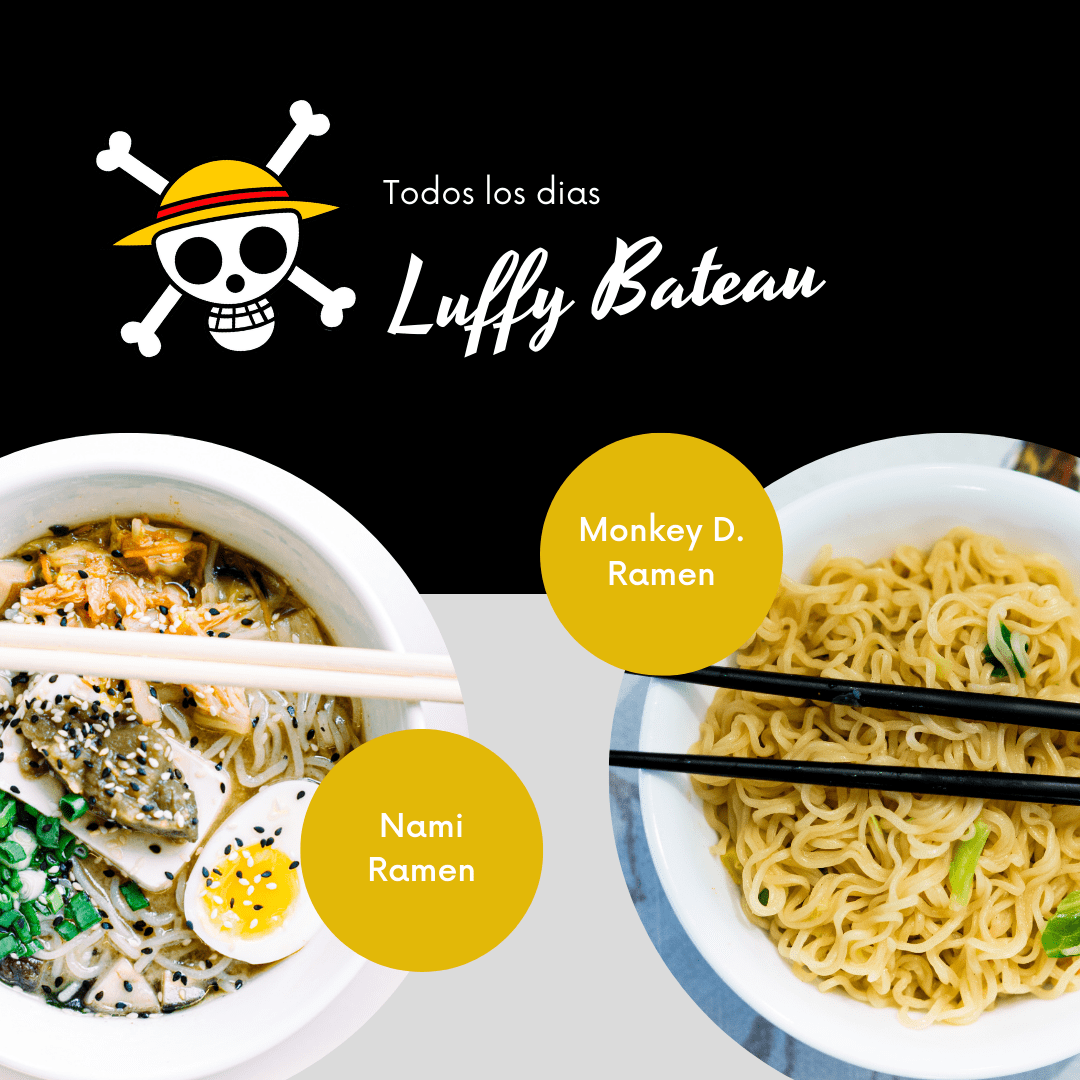 Todos los dias
Luffy Bateau
Monkey D.
Ramen
Nami
Ramen